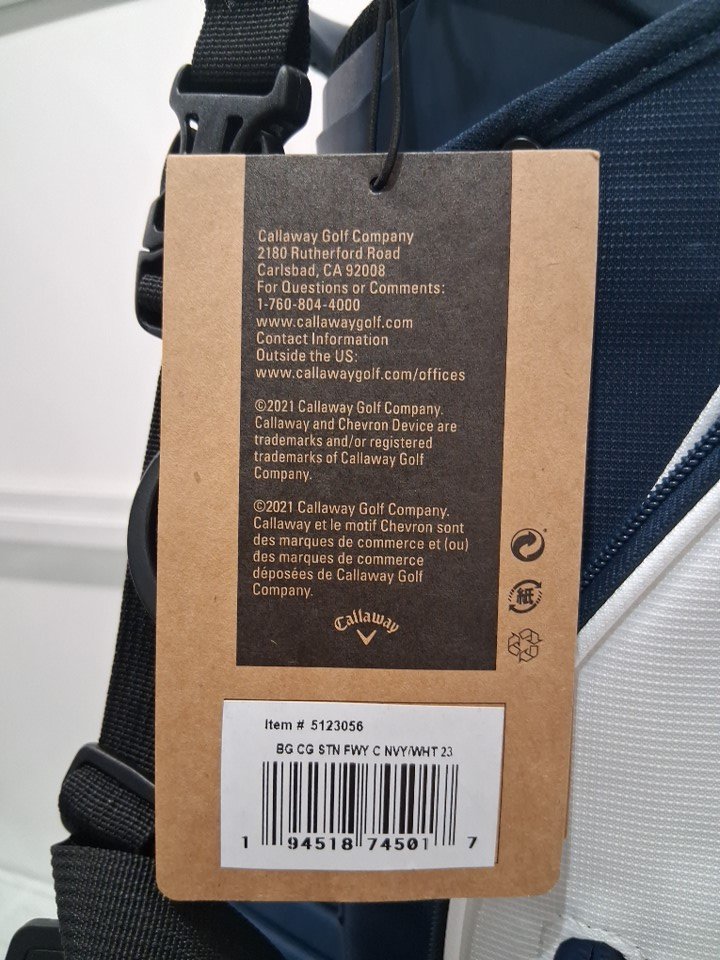 Callaway Golf Company
2180 Rutherford Road
Carlsbad, CA 92008
For Questions or Comments:
1-760-804-4000
www.callawaygolf.com
Contact Information
Outside the US:
www.callawaygolf.com/offices
©2021 Callaway Golf Company.
Callaway and Chevron Device are
trademarks and/or registered
trademarks of Callaway Golf
Company.
©2021 Callaway Golf Company.
Callaway et le motif Chevron sont
des marques de commerce et (ou)
des marques de commerce
déposées de Callaway Golf
Company.
Callaway
紙
Item # 5123056
BG CG STN FWY C NVY/WHT 23
1 94518 74501 7